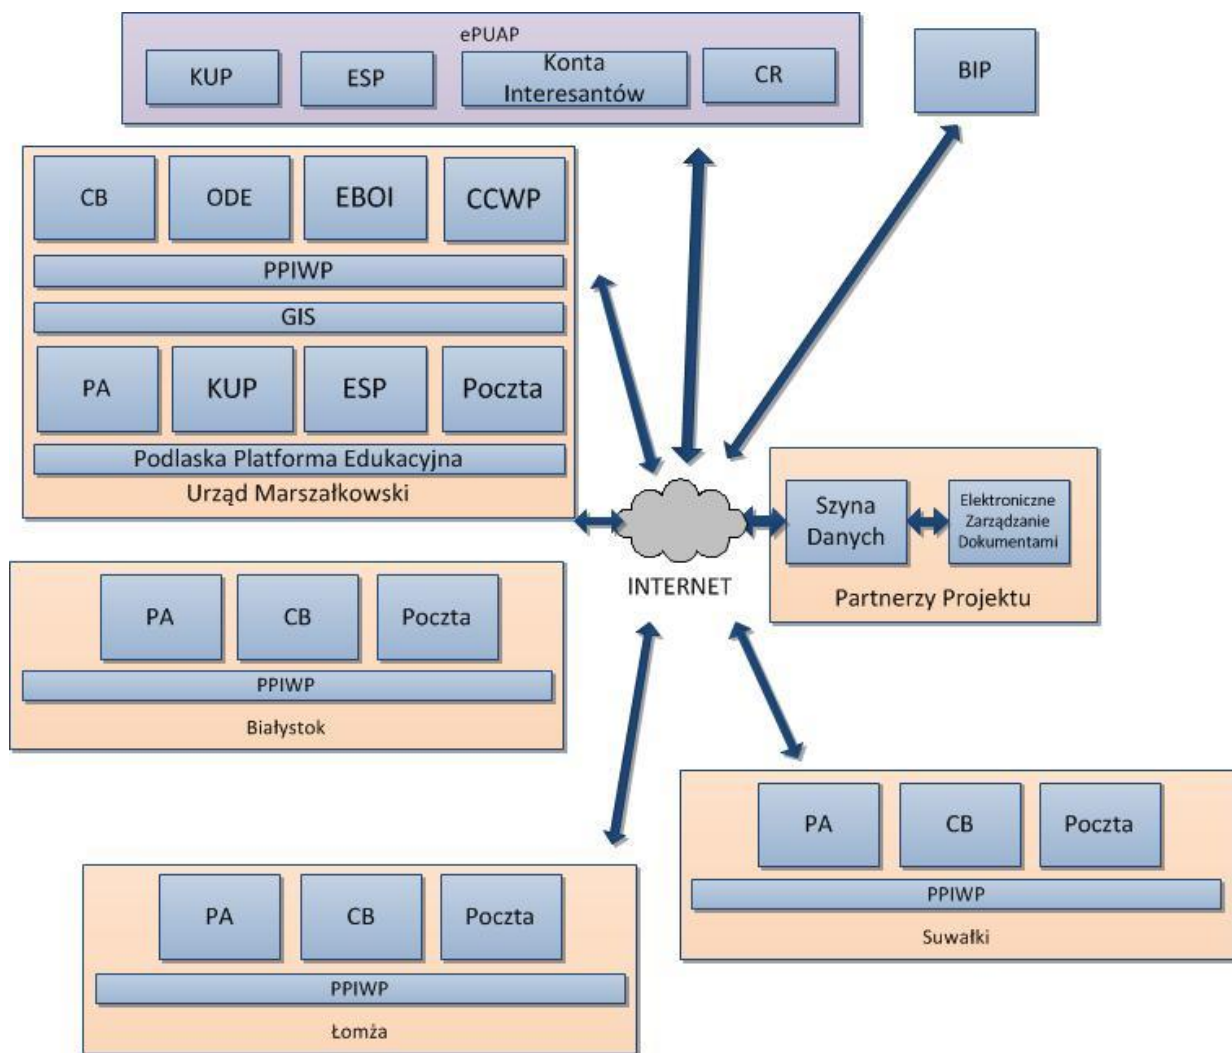 ePUAP
KUP
ESP
Konta
Interesantów
CR
BIP
CB
ODE
EBOI
CCWP
PPIWP
GIS
PA
KUP
ESP
Poczta
Podlaska Platforma Edukacyjna
Urząd Marszałkowski
INTERNET
Szyna
Danych
Elektroniczne
Zarządzanie
Dokumentami
Partnerzy Projektu
PA
CB
Poczta
PPIWP
Białystok
PA
CB
Poczta
PPIWP
Suwałki
PA
CB
Poczta
PPIWP
Łomża